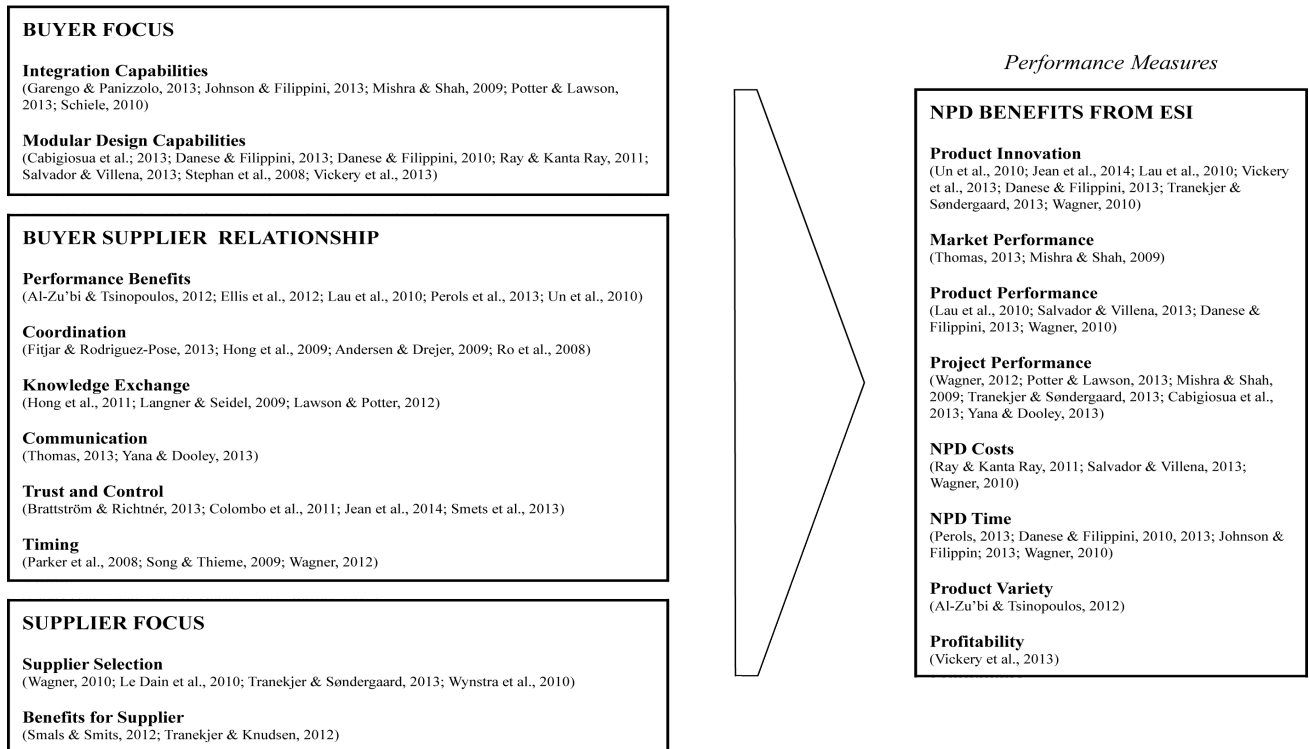 BUYER FOCUS
Integration Capabilities
(Garengo & Panizzolo, 2013; Johnson & Filippini, 2013; Mishra & Shah, 2009; Potter & Lawson,
2013; Schiele, 2010)
Modular Design Capabilities
(Cabigiosua et al.; 2013; Danese & Filippini, 2013; Danese & Filippini, 2010; Ray & Kanta Ray, 2011;
Salvador & Villena, 2013; Stephan et al., 2008; Vickery et al., 2013)
BUYER SUPPLIER RELATIONSHIP
Performance Benefits
(Al-Zu’bi & Tsinopoulos, 2012; Ellis et al., 2012; Lau et al., 2010; Perols et al., 2013; Un et al., 2010)
Coordination
(Fitjar & Rodriguez-Pose, 2013; Hong et al., 2009; Andersen & Drejer, 2009; Ro et al., 2008)
Knowledge Exchange
(Hong et al., 2011; Langner & Seidel, 2009; Lawson & Potter, 2012)
Communication
(Thomas, 2013; Yana & Dooley, 2013)
Trust and Control
(Brattström & Richtnér, 2013; Colombo et al., 2011; Jean et al., 2014; Smets et al., 2013)
Timing
(Parker et al., 2008; Song & Thieme, 2009; Wagner, 2012)
SUPPLIER FOCUS
Supplier Selection
(Wagner, 2010; Le Dain et al., 2010; Tranekjer & Søndergaard, 2013; Wynstra et al., 2010)
Benefits for Supplier
(Smals & Smits, 2012; Tranekjer & Knudsen, 2012)
Performance Measures
NPD BENEFITS FROM ESI
Product Innovation
(Un et al., 2010; Jean et al., 2014; Lau et al., 2010; Vickery
et al., 2013; Danese & Filippini, 2013; Tranekjer &
Søndergaard, 2013; Wagner, 2010)
Market Performance
(Thomas, 2013; Mishra & Shah, 2009)
Product Performance
(Lau et al., 2010; Salvador & Villena, 2013; Danese &
Filippini, 2013; Wagner, 2010)
Project Performance
(Wagner, 2012; Potter & Lawson, 2013; Mishra & Shah,
2009; Tranekjer & Søndergaard, 2013; Cabigiosua et al.,
2013; Yana & Dooley, 2013)
NPD Costs
(Ray & Kanta Ray, 2011; Salvador & Villena, 2013;
Wagner, 2010)
NPD Time
(Perols, 2013; Danese & Filippini, 2010, 2013; Johnson &
Filippin; 2013; Wagner, 2010)
Product Variety
(Al-Zu’bi & Tsinopoulos, 2012)
Profitability
(Vickery et al., 2013)